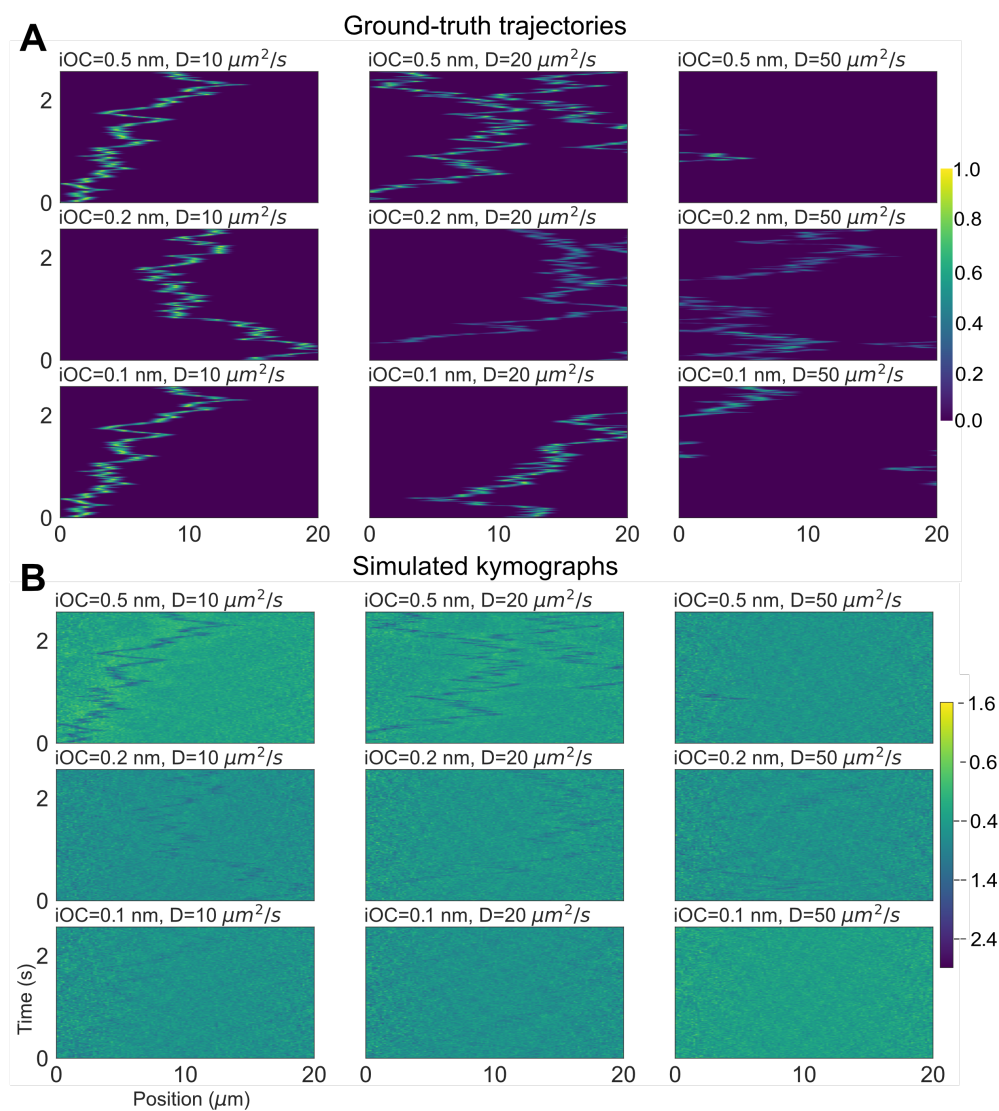 A
Ground-truth trajectories
iOC=0.5 nm, D=10 μm²/s
iOC=0.5 nm, D=20 μm²/s
iOC=0.5 nm, D=50 μm²/s
2
0
iOC=0.2 nm, D=10 μm²/s
iOC=0.2 nm, D=20 μm²/s
iOC=0.2 nm, D=50 μm²/s
2
0
iOC=0.1 nm, D=10 μm²/s
iOC=0.1 nm, D=20 μm²/s
iOC=0.1 nm, D=50 μm²/s
2
0
0 10 20
0 10 20
0 10 20
1.0
0.8
0.6
0.4
0.2
0.0
B
Simulated kymographs
iOC=0.5 nm, D=10 μm²/s
iOC=0.5 nm, D=20 μm²/s
iOC=0.5 nm, D=50 μm²/s
2
0
iOC=0.2 nm, D=10 μm²/s
iOC=0.2 nm, D=20 μm²/s
iOC=0.2 nm, D=50 μm²/s
2
0
iOC=0.1 nm, D=10 μm²/s
iOC=0.1 nm, D=20 μm²/s
iOC=0.1 nm, D=50 μm²/s
2
0
Time (s)
0 10 20
0 10 20
0 10 20
Position (μm)
1.6
0.6
−0.4
−1.4
−2.4